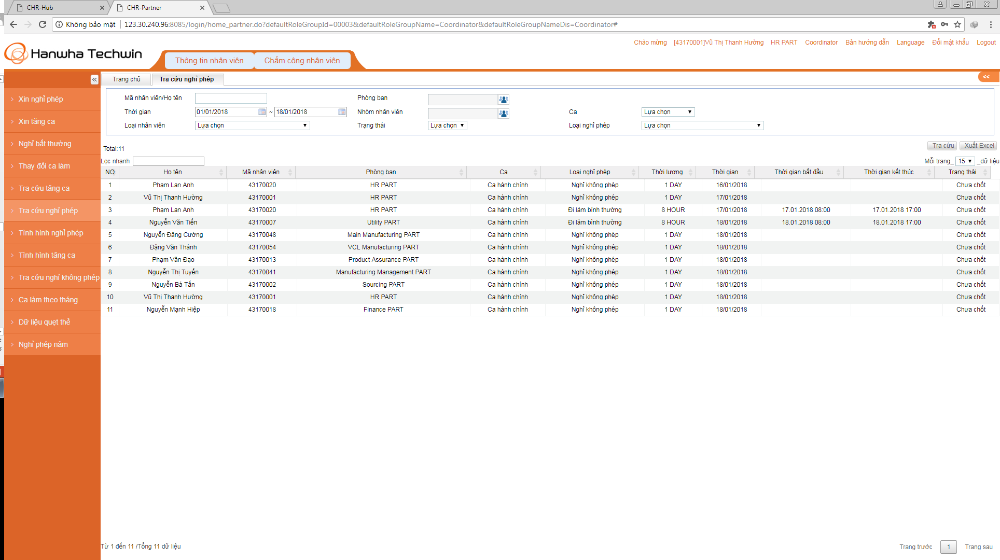 CHR-Hub
CHR-Partner
Không bảo mật
123.30.240.96:8085/login/home_partner.do?defaultRoleGroupId=00003&defaultRoleGroupName=Coordinator&defaultRoleGroupNameDis=Coordinator#
Chào mừng [43170001]Vũ Thị Thanh Hường HR PART Coordinator Bản hướng dẫn Language Đổi mật khẩu Logout
Hanwha Techwin
Thông tin nhân viên Chấm công nhân viên
Trang chủ Tra cứu nghỉ phép
<<
Xin nghỉ phép
Xin tăng ca
Nghỉ bất thường
Thay đổi ca làm
Tra cứu tăng ca
Tra cứu nghỉ phép
Tình hình nghỉ phép
Tình hình tăng ca
Tra cứu nghỉ không phép
Ca làm theo tháng
Dữ liệu quẹt thẻ
Nghỉ phép năm
Mã nhân viên/Họ tên Phòng ban
Thời gian 01/01/2018 ~ 18/01/2018 Nhóm nhân viên Ca Lựa chọn
Loại nhân viên Lựa chọn Trạng thái Lựa chọn Loại nghỉ phép Lựa chọn
Total:11 Tra cứu Xuất Excel
Lọc nhanh Mỗi trang_ 15 _dữ liệu
NO Họ tên Mã nhân viên Phòng ban Ca Loại nghỉ phép Thời lượng Thời gian Thời gian bắt đầu Thời gian kết thúc Trạng thái
1 Phạm Lan Anh 43170020 HR PART Ca hành chính Nghỉ không phép 1 DAY 16/01/2018 Chưa chốt
2 Vũ Thị Thanh Hường 43170001 HR PART Ca hành chính Nghỉ không phép 1 DAY 17/01/2018 Chưa chốt
3 Phạm Lan Anh 43170020 HR PART Ca hành chính Đi làm bình thường 8 HOUR 17/01/2018 17.01.2018 08:00 17.01.2018 17:00 Chưa chốt
4 Nguyễn Văn Tiến 43170007 Utility PART Ca hành chính Đi làm bình thường 8 HOUR 18/01/2018 18.01.2018 08:00 18.01.2018 17:00 Chưa chốt
5 Nguyễn Đăng Cường 43170048 Main Manufacturing PART Ca hành chính Nghỉ không phép 1 DAY 18/01/2018 Chưa chốt
6 Đặng Văn Thành 43170054 VCL Manufacturing PART Ca hành chính Nghỉ không phép 1 DAY 18/01/2018 Chưa chốt
7 Phạm Văn Đạo 43170013 Product Assurance PART Ca hành chính Nghỉ không phép 1 DAY 18/01/2018 Chưa chốt
8 Nguyễn Thị Tuyến 43170041 Manufacturing Management PART Ca hành chính Nghỉ không phép 1 DAY 18/01/2018 Chưa chốt
9 Nguyễn Bá Tấn 43170002 Sourcing PART Ca hành chính Nghỉ không phép 1 DAY 18/01/2018 Chưa chốt
10 Vũ Thị Thanh Hường 43170001 HR PART Ca hành chính Nghỉ không phép 1 DAY 18/01/2018 Chưa chốt
11 Nguyễn Mạnh Hiệp 43170018 Finance PART Ca hành chính Nghỉ không phép 1 DAY 18/01/2018 Chưa chốt
Từ 1 đến 11 /Tổng 11 dữ liệu Trang trước 1 Trang sau